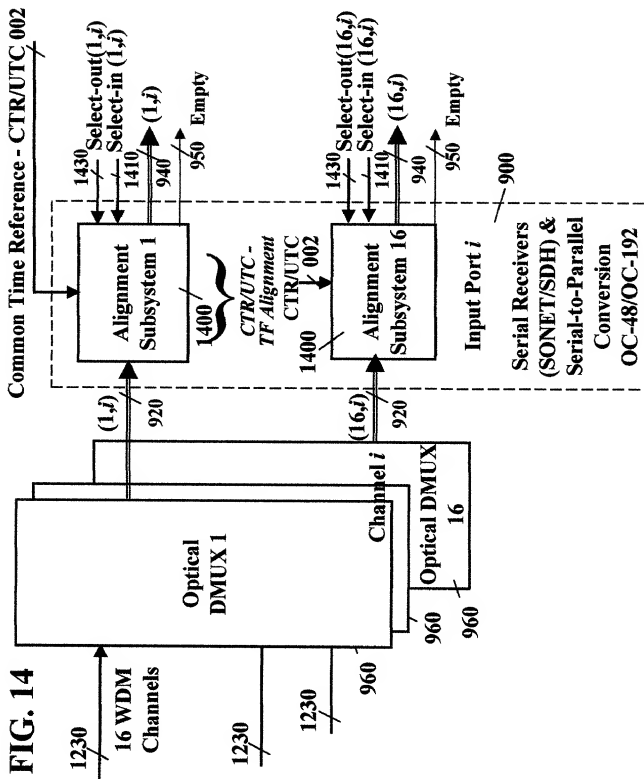 FIG. 14
Common Time Reference - CTR/UTC 002
1230
16 WDM
Channels
1230
1230
Optical
DMUX 1
960
960
Channel i
Optical DMUX
16
960
(1,i)
920
(16,i)
920
Alignment
Subsystem 1
1400
CTR/UTC -
TF Alignment
CTR/UTC
002
1400
Alignment
Subsystem 16
1430
Select-out(1,i)
Select-in (1,i)
1410
(1,i)
940
950
Empty
1430
Select-out(16,i)
Select-in (16,i)
1410
(16,i)
940
950
Empty
900
Input Port i
Serial Receivers
(SONET/SDH) &
Serial-to-Parallel
Conversion
OC-48/OC-192